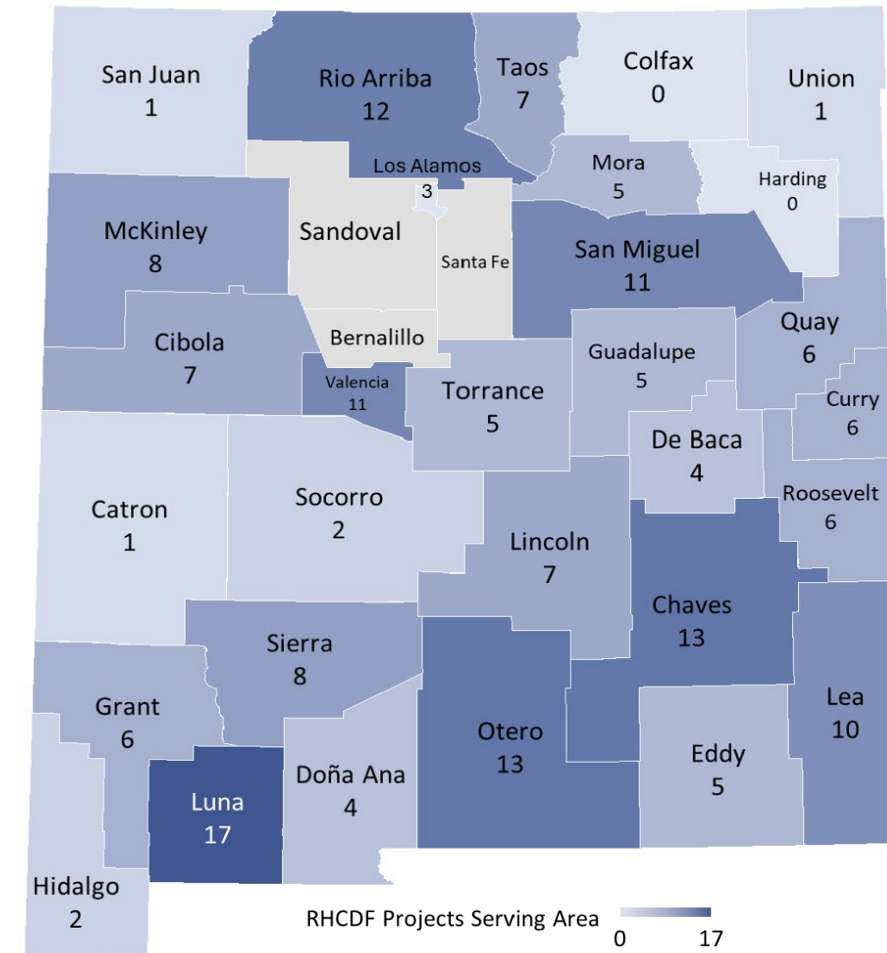 San Juan
1
Rio Arriba
12
Taos
7
Colfax
0
Union
1
Los Alamos
3
Mora
5
Harding
0
McKinley
8
Sandoval
Santa Fe
San Miguel
11
Bernalillo
Cibola
7
Valencia
11
Torrance
5
Guadalupe
5
Quay
6
Curry
6
De Baca
4
Roosevelt
6
Catron
1
Socorro
2
Lincoln
7
Chaves
13
Sierra
8
Grant
6
Otero
13
Lea
10
Eddy
5
Doña Ana
4
Luna
17
Hidalgo
2
RHCDF Projects Serving Area
0 17